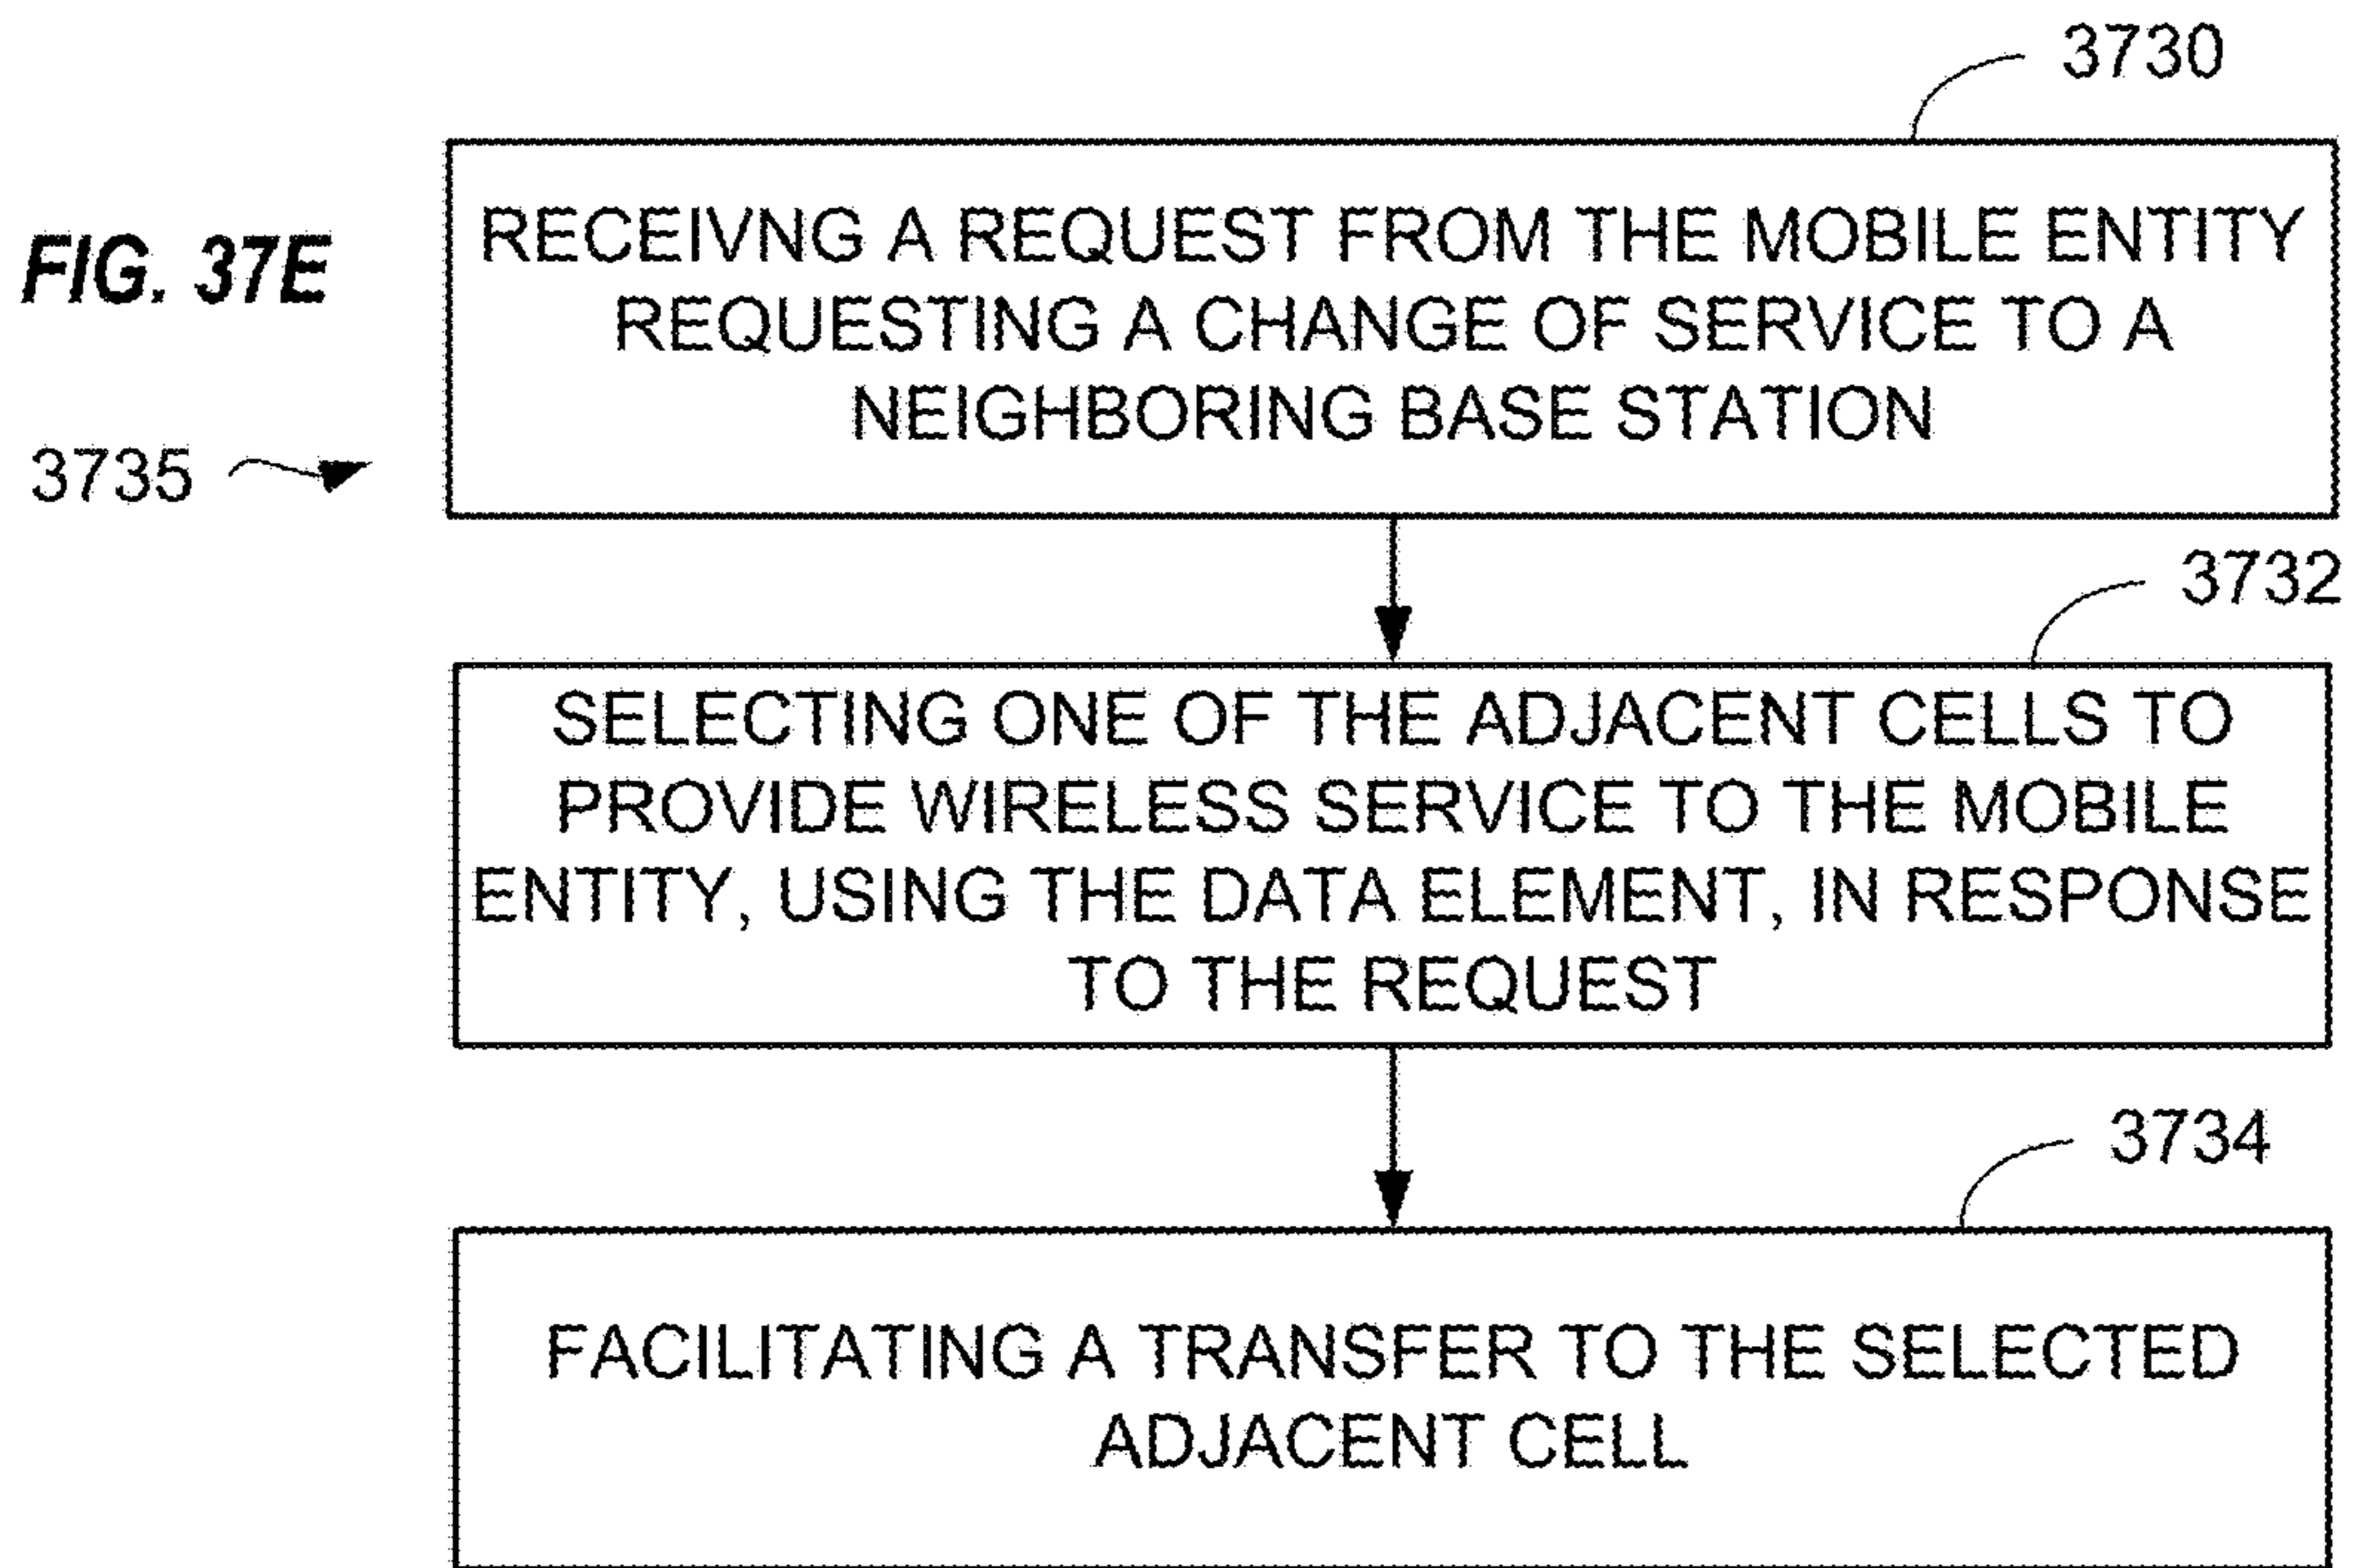 3730
FIG. 37E
RECEIVNG A REQUEST FROM THE MOBILE ENTITY
REQUESTING A CHANGE OF SERVICE TO A
NEIGHBORING BASE STATION
3735
3732
SELECTING ONE OF THE ADJACENT CELLS TO
PROVIDE WIRELESS SERVICE TO THE MOBILE
ENTITY, USING THE DATA ELEMENT, IN RESPONSE
TO THE REQUEST
3734
FACILITATING A TRANSFER TO THE SELECTED
ADJACENT CELL